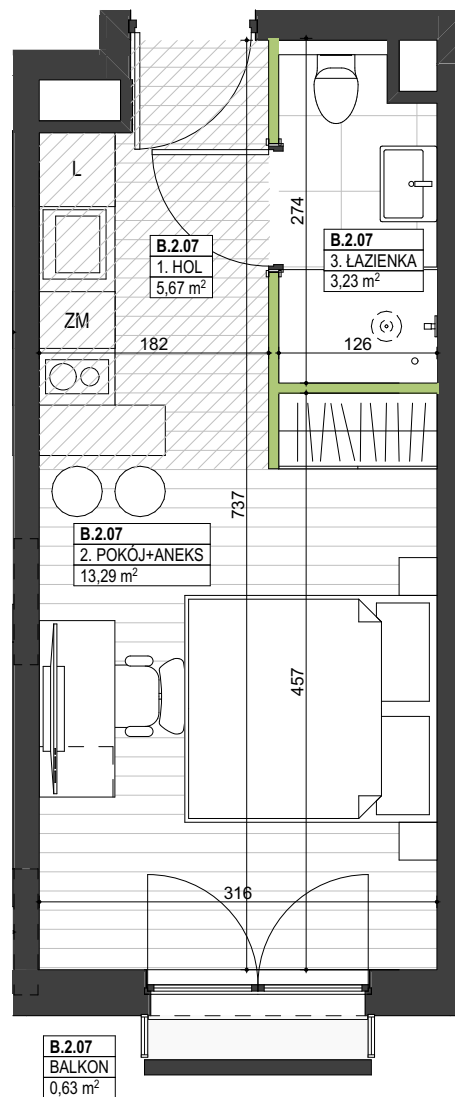 L
B.2.07
1. HOL
5,67 m²
274
B.2.07
3. ŁAZIENKA
3,23 m²
ZM
182
126
737
B.2.07
2. POKÓJ+ANEKS
13,29 m²
457
316
B.2.07
BALKON
0,63 m²